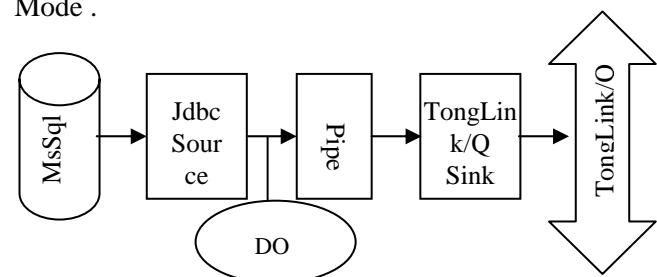 Mode .
MsSql
Jdbc
Sour
ce
Pipe
TongLin
k/Q
Sink
TongLink/Q
DO